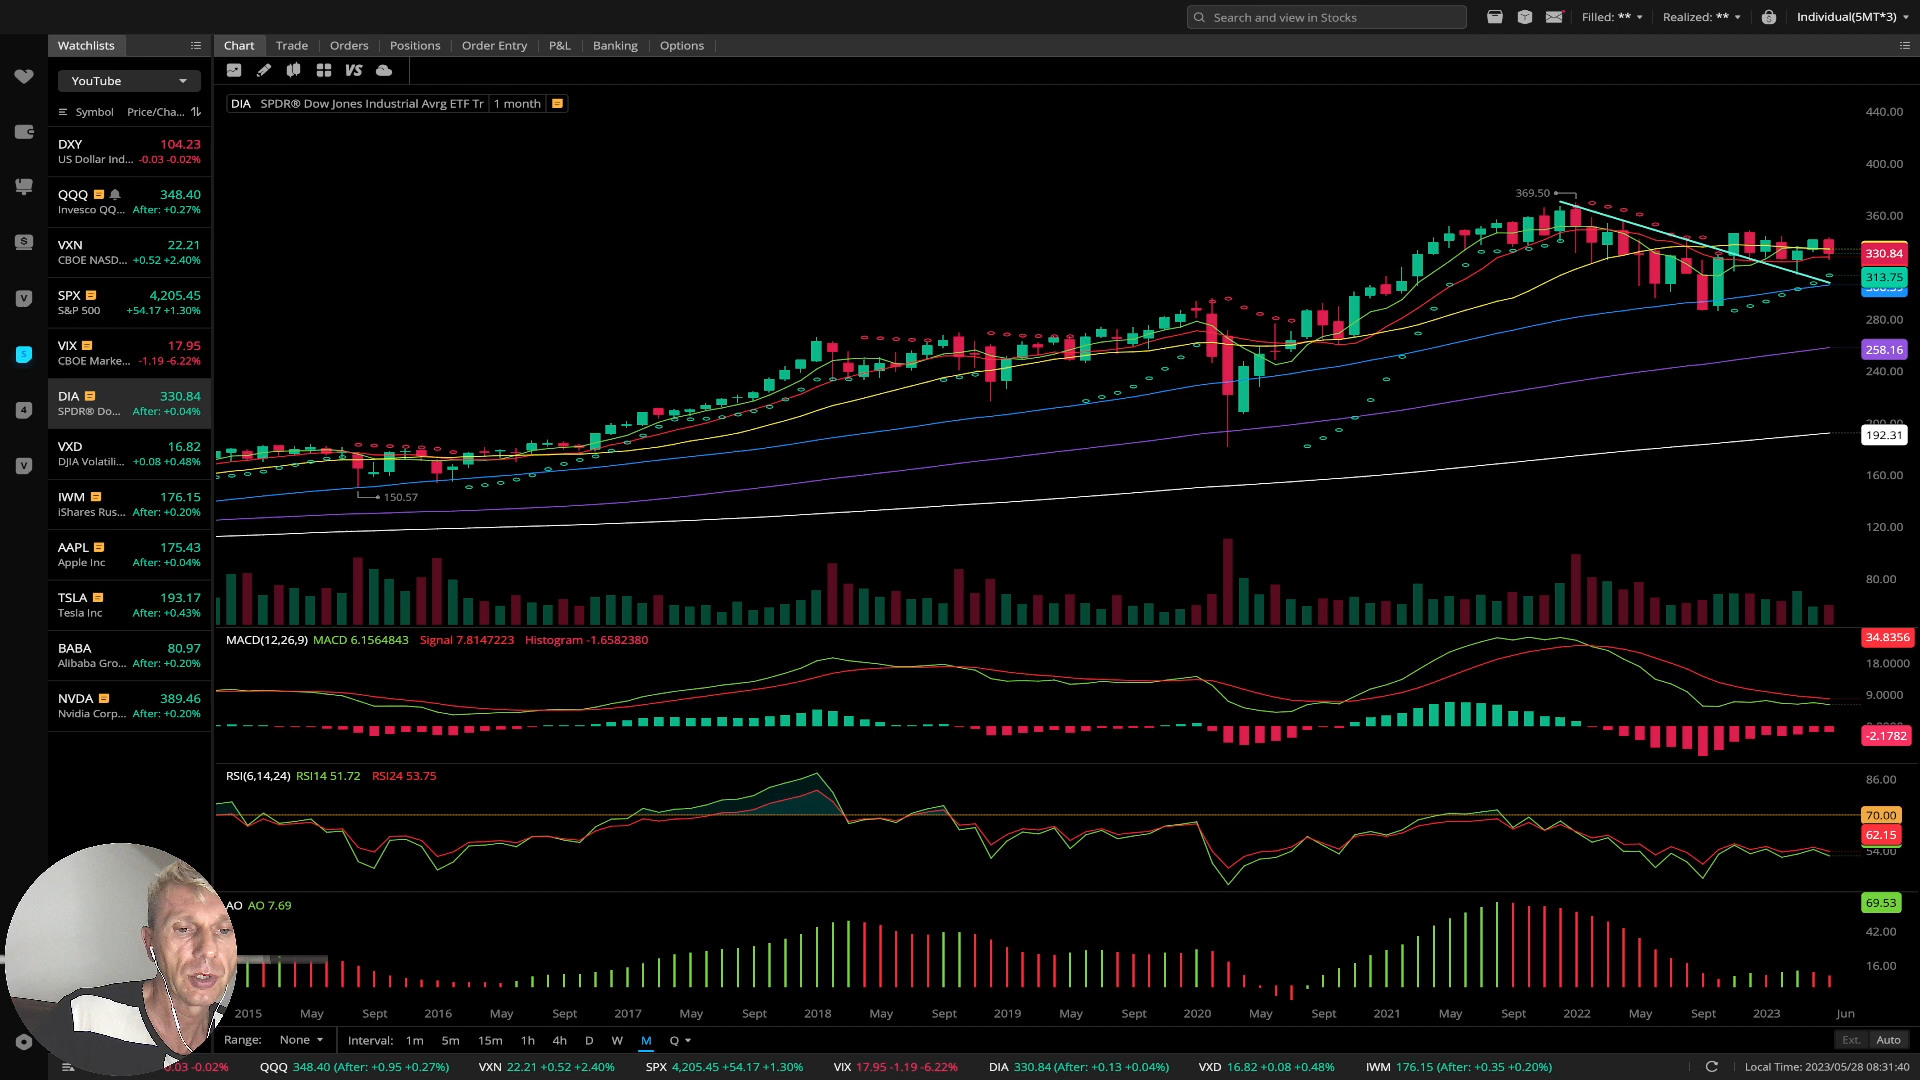 Search and view in Stocks
Filled: **
Realized: **
Individual(5MT*3)
Watchlists
Chart Trade Orders Positions Order Entry P&L Banking Options
YouTube
VS
Symbol Price/Cha...
DIA SPDR® Dow Jones Industrial Avrg ETF Tr 1 month
DXY 104.23
US Dollar Ind... -0.03 -0.02%
QQQ 348.40
Invesco QQ... After: +0.27%
VXN 22.21
CBOE NASD... +0.52 +2.40%
SPX 4,205.45
S&P 500 +54.17 +1.30%
VIX 17.95
CBOE Marke... -1.19 -6.22%
DIA 330.84
SPDR® Do... After: +0.04%
VXD 16.82
DJIA Volatili... +0.08 +0.48%
IWM 176.15
iShares Rus... After: +0.20%
AAPL 175.43
Apple Inc After: +0.04%
TSLA 193.17
Tesla Inc After: +0.43%
BABA 80.97
Alibaba Gro... After: +0.20%
NVDA 389.46
Nvidia Corp... After: +0.20%
440.00
400.00
369.50
360.00
330.84
313.75
280.00
258.16
240.00
192.31
160.00
150.57
120.00
80.00
MACD(12,26,9) MACD 6.1564843 Signal 7.8147223 Histogram -1.6582380
34.8356
18.0000
9.0000
-2.1782
RSI(6,14,24) RSI14 51.72 RSI24 53.75
86.00
70.00
62.15
54.00
AO AO 7.69
69.53
42.00
16.00
2015 May Sept 2016 May Sept 2017 May Sept 2018 May Sept 2019 May Sept 2020 May Sept 2021 May Sept 2022 May Sept 2023 Jun
Range: None Interval: 1m 5m 15m 1h 4h D W M Q Ext. Auto
0.03 -0.02% QQQ 348.40 (After: +0.95 +0.27%) VXN 22.21 +0.52 +2.40% SPX 4,205.45 +54.17 +1.30% VIX 17.95 -1.19 -6.22% DIA 330.84 (After: +0.13 +0.04%) VXD 16.82 +0.08 +0.48% IWM 176.15 (After: +0.35 +0.20%) Local Time: 2023/05/28 08:31:40